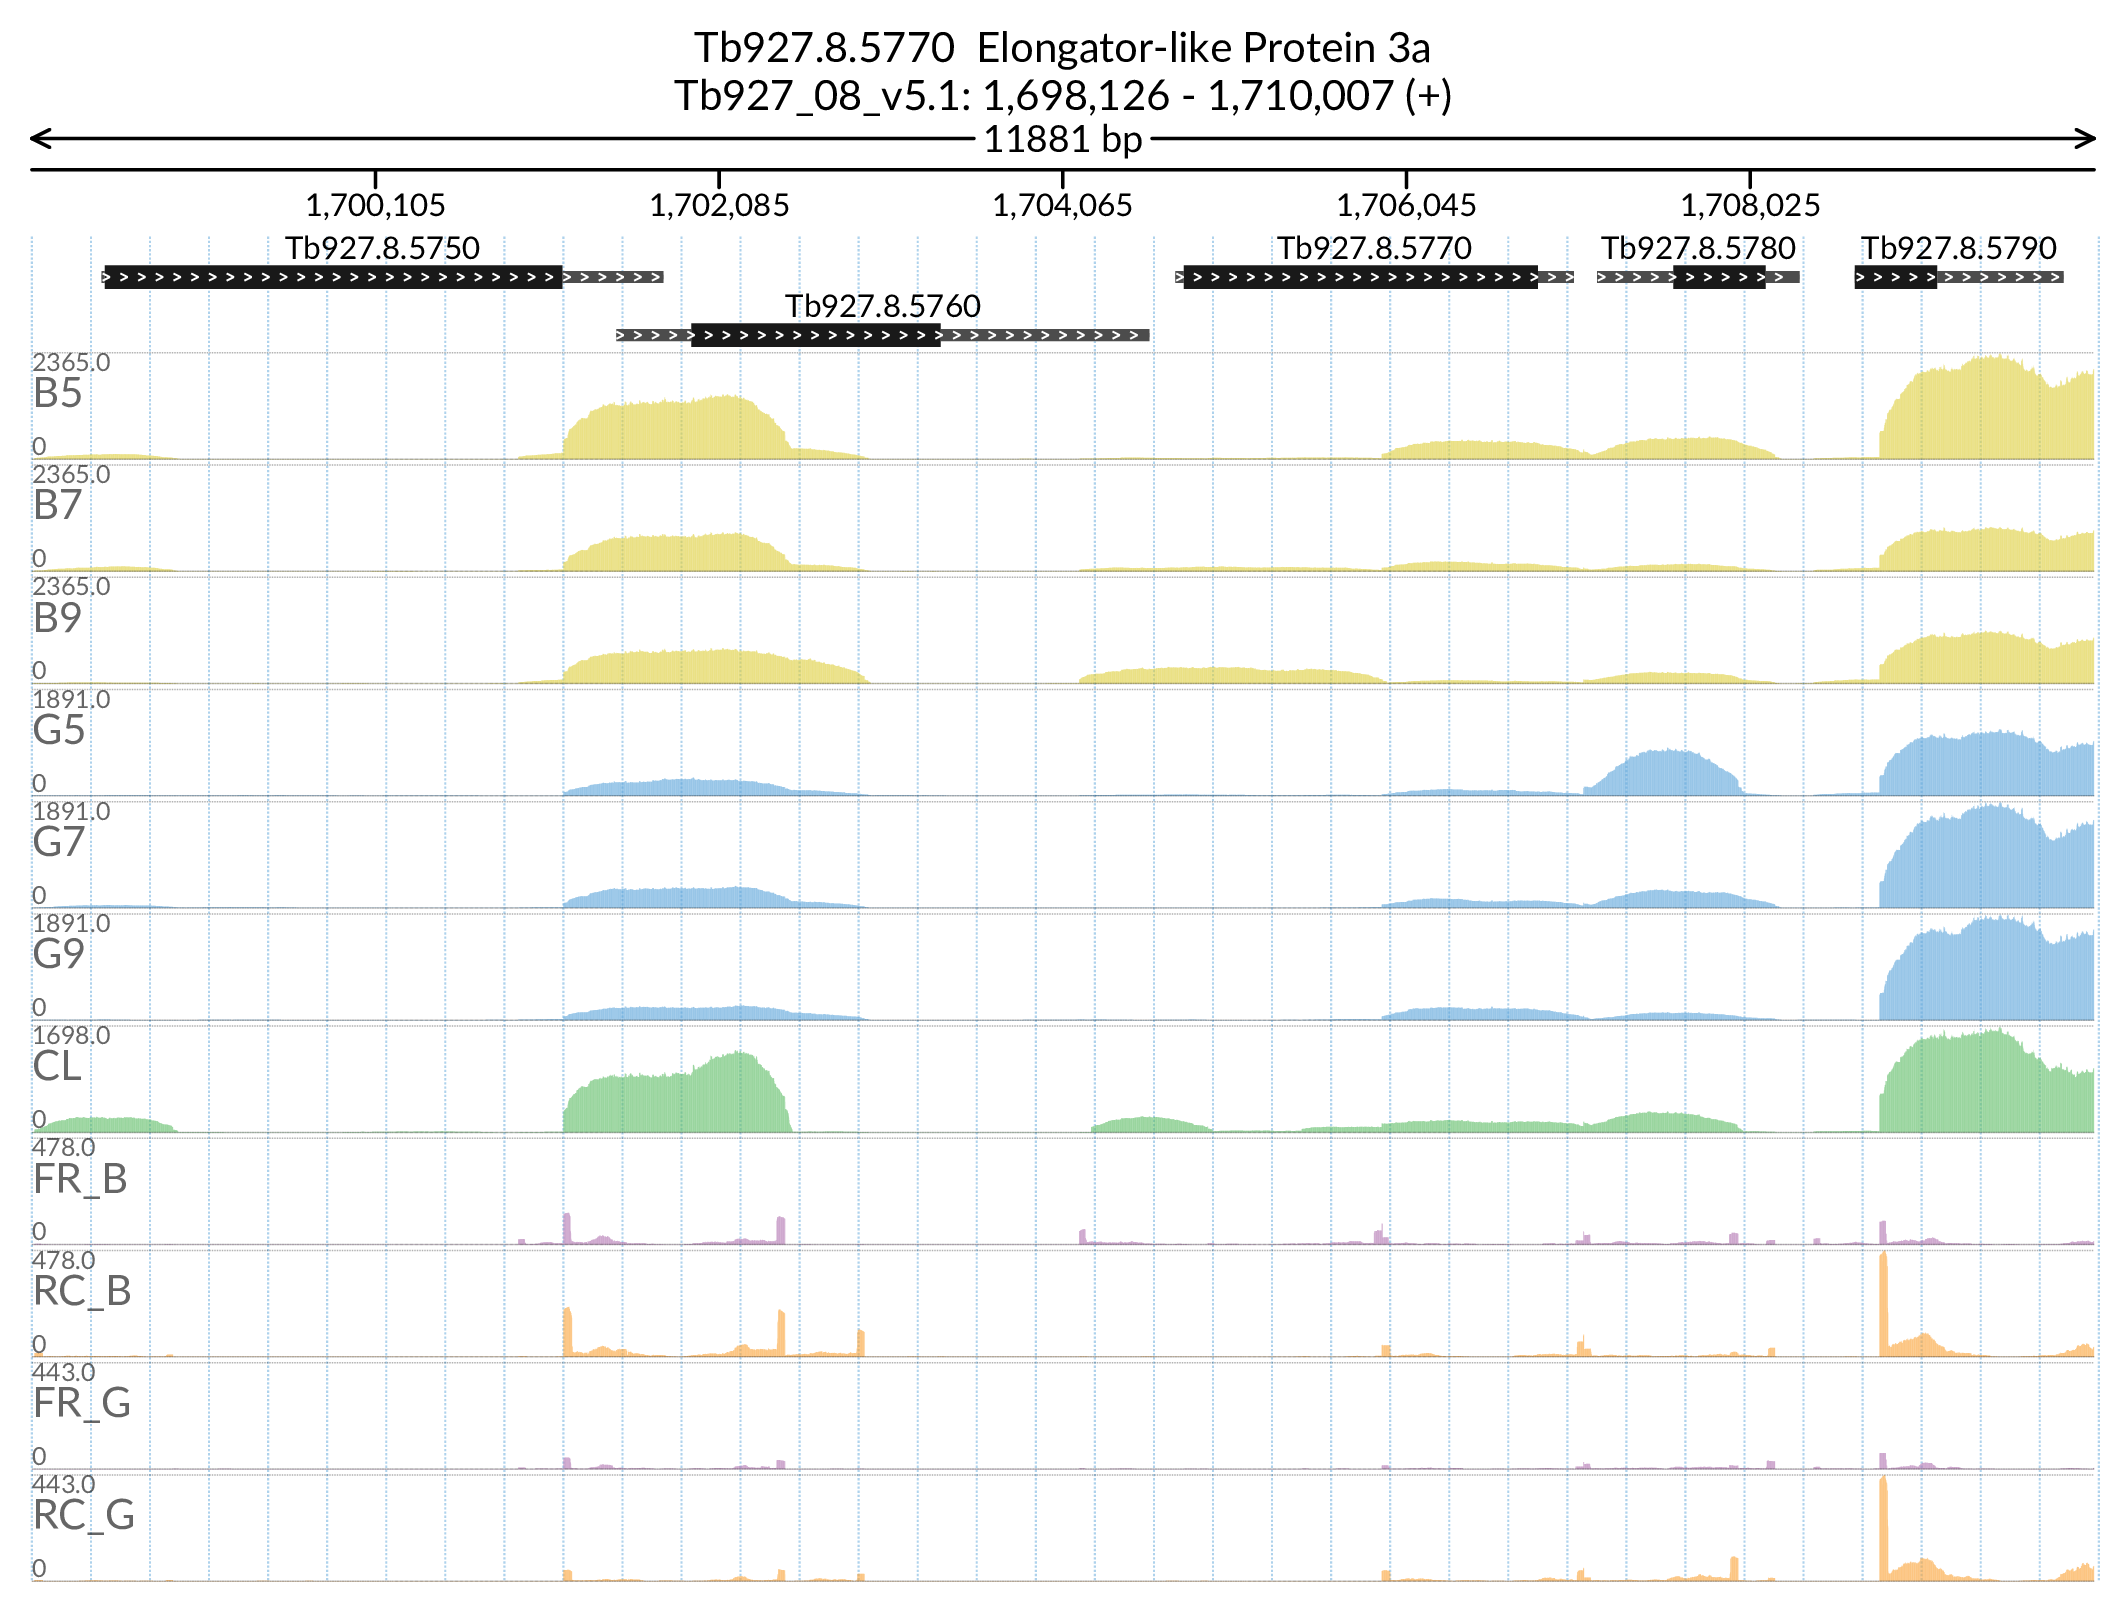 Tb927.8.5770  Elongator-like Protein 3a
Tb927_08_v5.1: 1,698,126 - 1,710,007 (+)
11881 bp
1,700,105 1,702,085 1,704,065 1,706,045 1,708,025
Tb927.8.5750 Tb927.8.5770 Tb927.8.5780 Tb927.8.5790
Tb927.8.5760
2365.0
B5
0
2365.0
B7
0
2365.0
B9
0
1891.0
G5
0
1891.0
G7
0
1891.0
G9
0
1698.0
CL
0
478.0
FR_B
0
478.0
RC_B
0
443.0
FR_G
0
443.0
RC_G
0